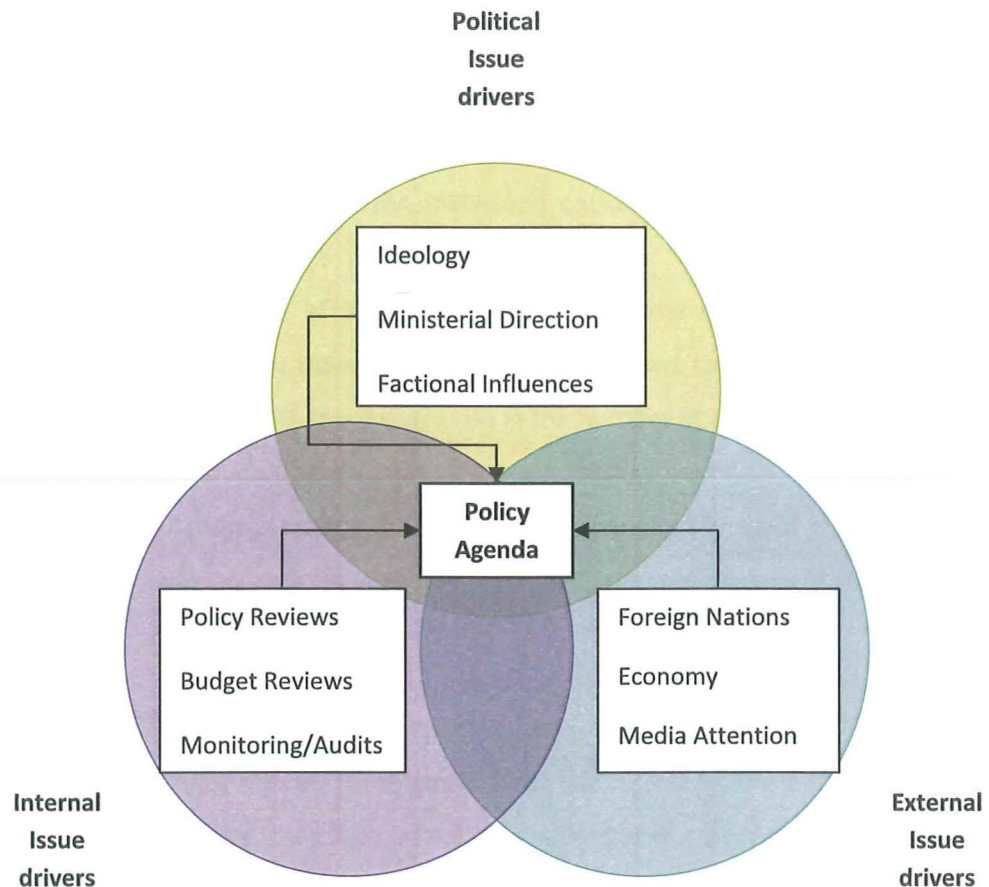 Political
Issue
drivers
Ideology
Ministerial Direction
Factional Influences
Policy
Agenda
Policy Reviews
Budget Reviews
Monitoring/Audits
Foreign Nations
Economy
Media Attention
Internal
Issue
drivers
External
Issue
drivers